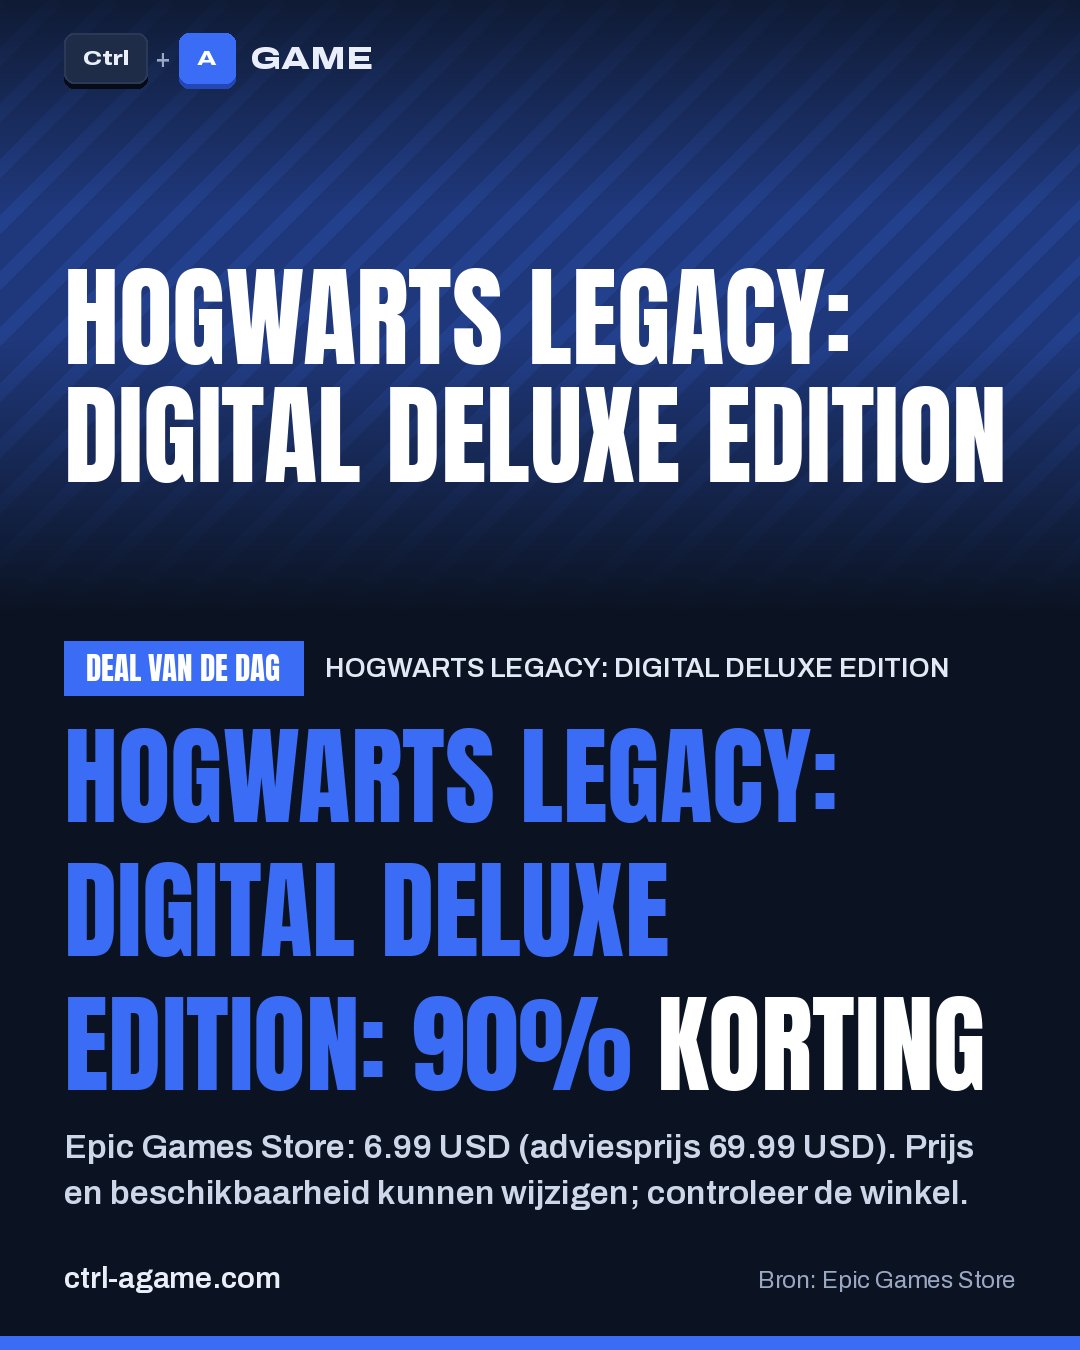 Ctrl + A GAME
HOGWARTS LEGACY:
DIGITAL DELUXE EDITION
DEAL VAN DE DAG HOGWARTS LEGACY: DIGITAL DELUXE EDITION
HOGWARTS LEGACY:
DIGITAL DELUXE
EDITION: 90% KORTING
Epic Games Store: 6.99 USD (adviesprijs 69.99 USD). Prijs
en beschikbaarheid kunnen wijzigen; controleer de winkel.
ctrl-agame.com Bron: Epic Games Store